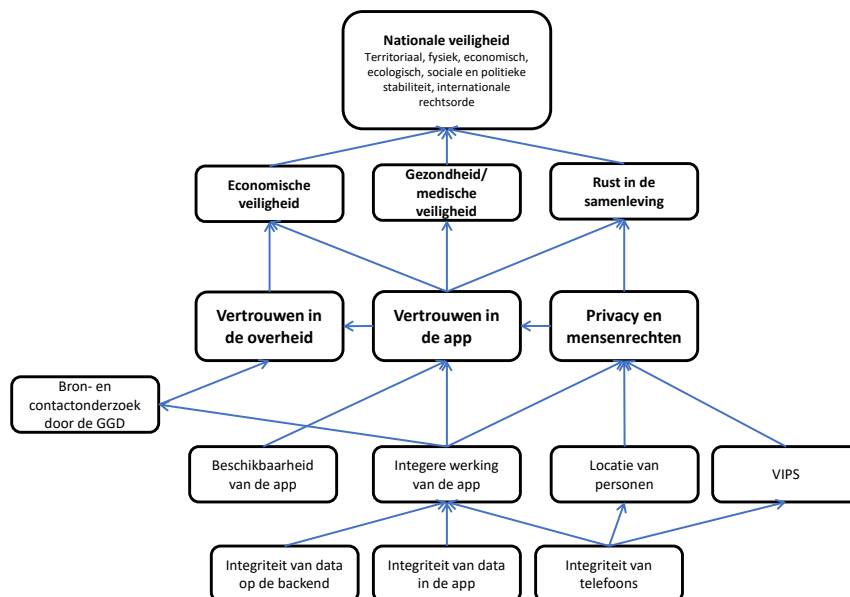 Nationale veiligheid
Territoriaal, fysiek, economisch,
ecologisch, sociale en politieke
stabiliteit, internationale
rechtsorde
Economische
veiligheid
Gezondheid/
medische
veiligheid
Rust in de
samenleving
Vertrouwen in
de overheid
Vertrouwen in
de app
Privacy en
mensenrechten
Bron- en
contactonderzoek
door de GGD
Beschikbaarheid
van de app
Integere werking
van de app
Locatie van
personen
VIPS
Integriteit van data
op de backend
Integriteit van data
in de app
Integriteit van
telefoons